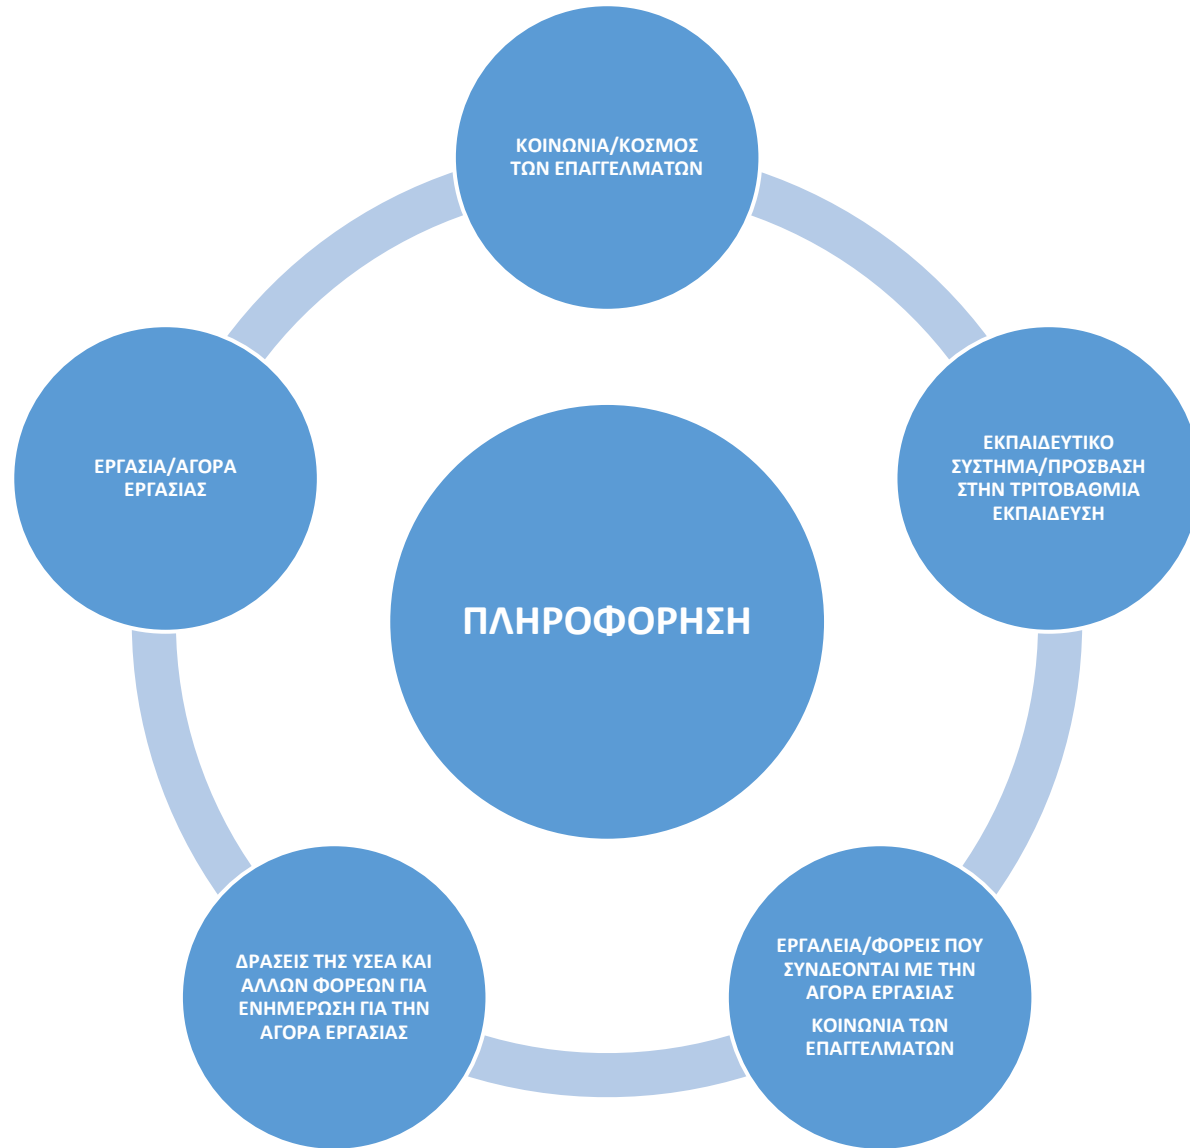 ΚΟΙΝΩΝΙΑ/ΚΟΣΜΟΣ
ΤΩΝ ΕΠΑΓΓΕΛΜΑΤΩΝ
ΕΚΠΑΙΔΕΥΤΙΚΟ
ΣΥΣΤΗΜΑ/ΠΡΟΣΒΑΣΗ
ΣΤΗΝ ΤΡΙΤΟΒΑΘΜΙΑ
ΕΚΠΑΙΔΕΥΣΗ
ΕΡΓΑΣΙΑ/ΑΓΟΡΑ
ΕΡΓΑΣΙΑΣ
ΠΛΗΡΟΦΟΡΗΣΗ
ΔΡΑΣΕΙΣ ΤΗΣ ΥΣΕΑ ΚΑΙ
ΑΛΛΩΝ ΦΟΡΕΩΝ ΓΙΑ
ΕΝΗΜΕΡΩΣΗ ΓΙΑ ΤΗΝ
ΑΓΟΡΑ ΕΡΓΑΣΙΑΣ
ΕΡΓΑΛΕΙΑ/ΦΟΡΕΙΣ ΠΟΥ
ΣΥΝΔΕΟΝΤΑΙ ΜΕ ΤΗΝ
ΑΓΟΡΑ ΕΡΓΑΣΙΑΣ
ΚΟΙΝΩΝΙΑ ΤΩΝ
ΕΠΑΓΓΕΛΜΑΤΩΝ